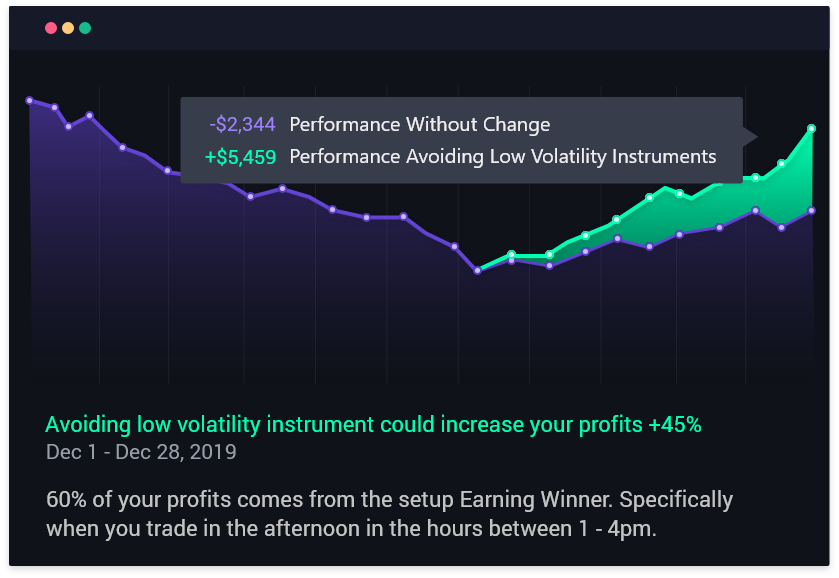 -$2,344 Performance Without Change
+$5,459 Performance Avoiding Low Volatility Instruments
Avoiding low volatility instrument could increase your profits +45%
Dec 1 - Dec 28, 2019
60% of your profits comes from the setup Earning Winner. Specifically
when you trade in the afternoon in the hours between 1 - 4pm.